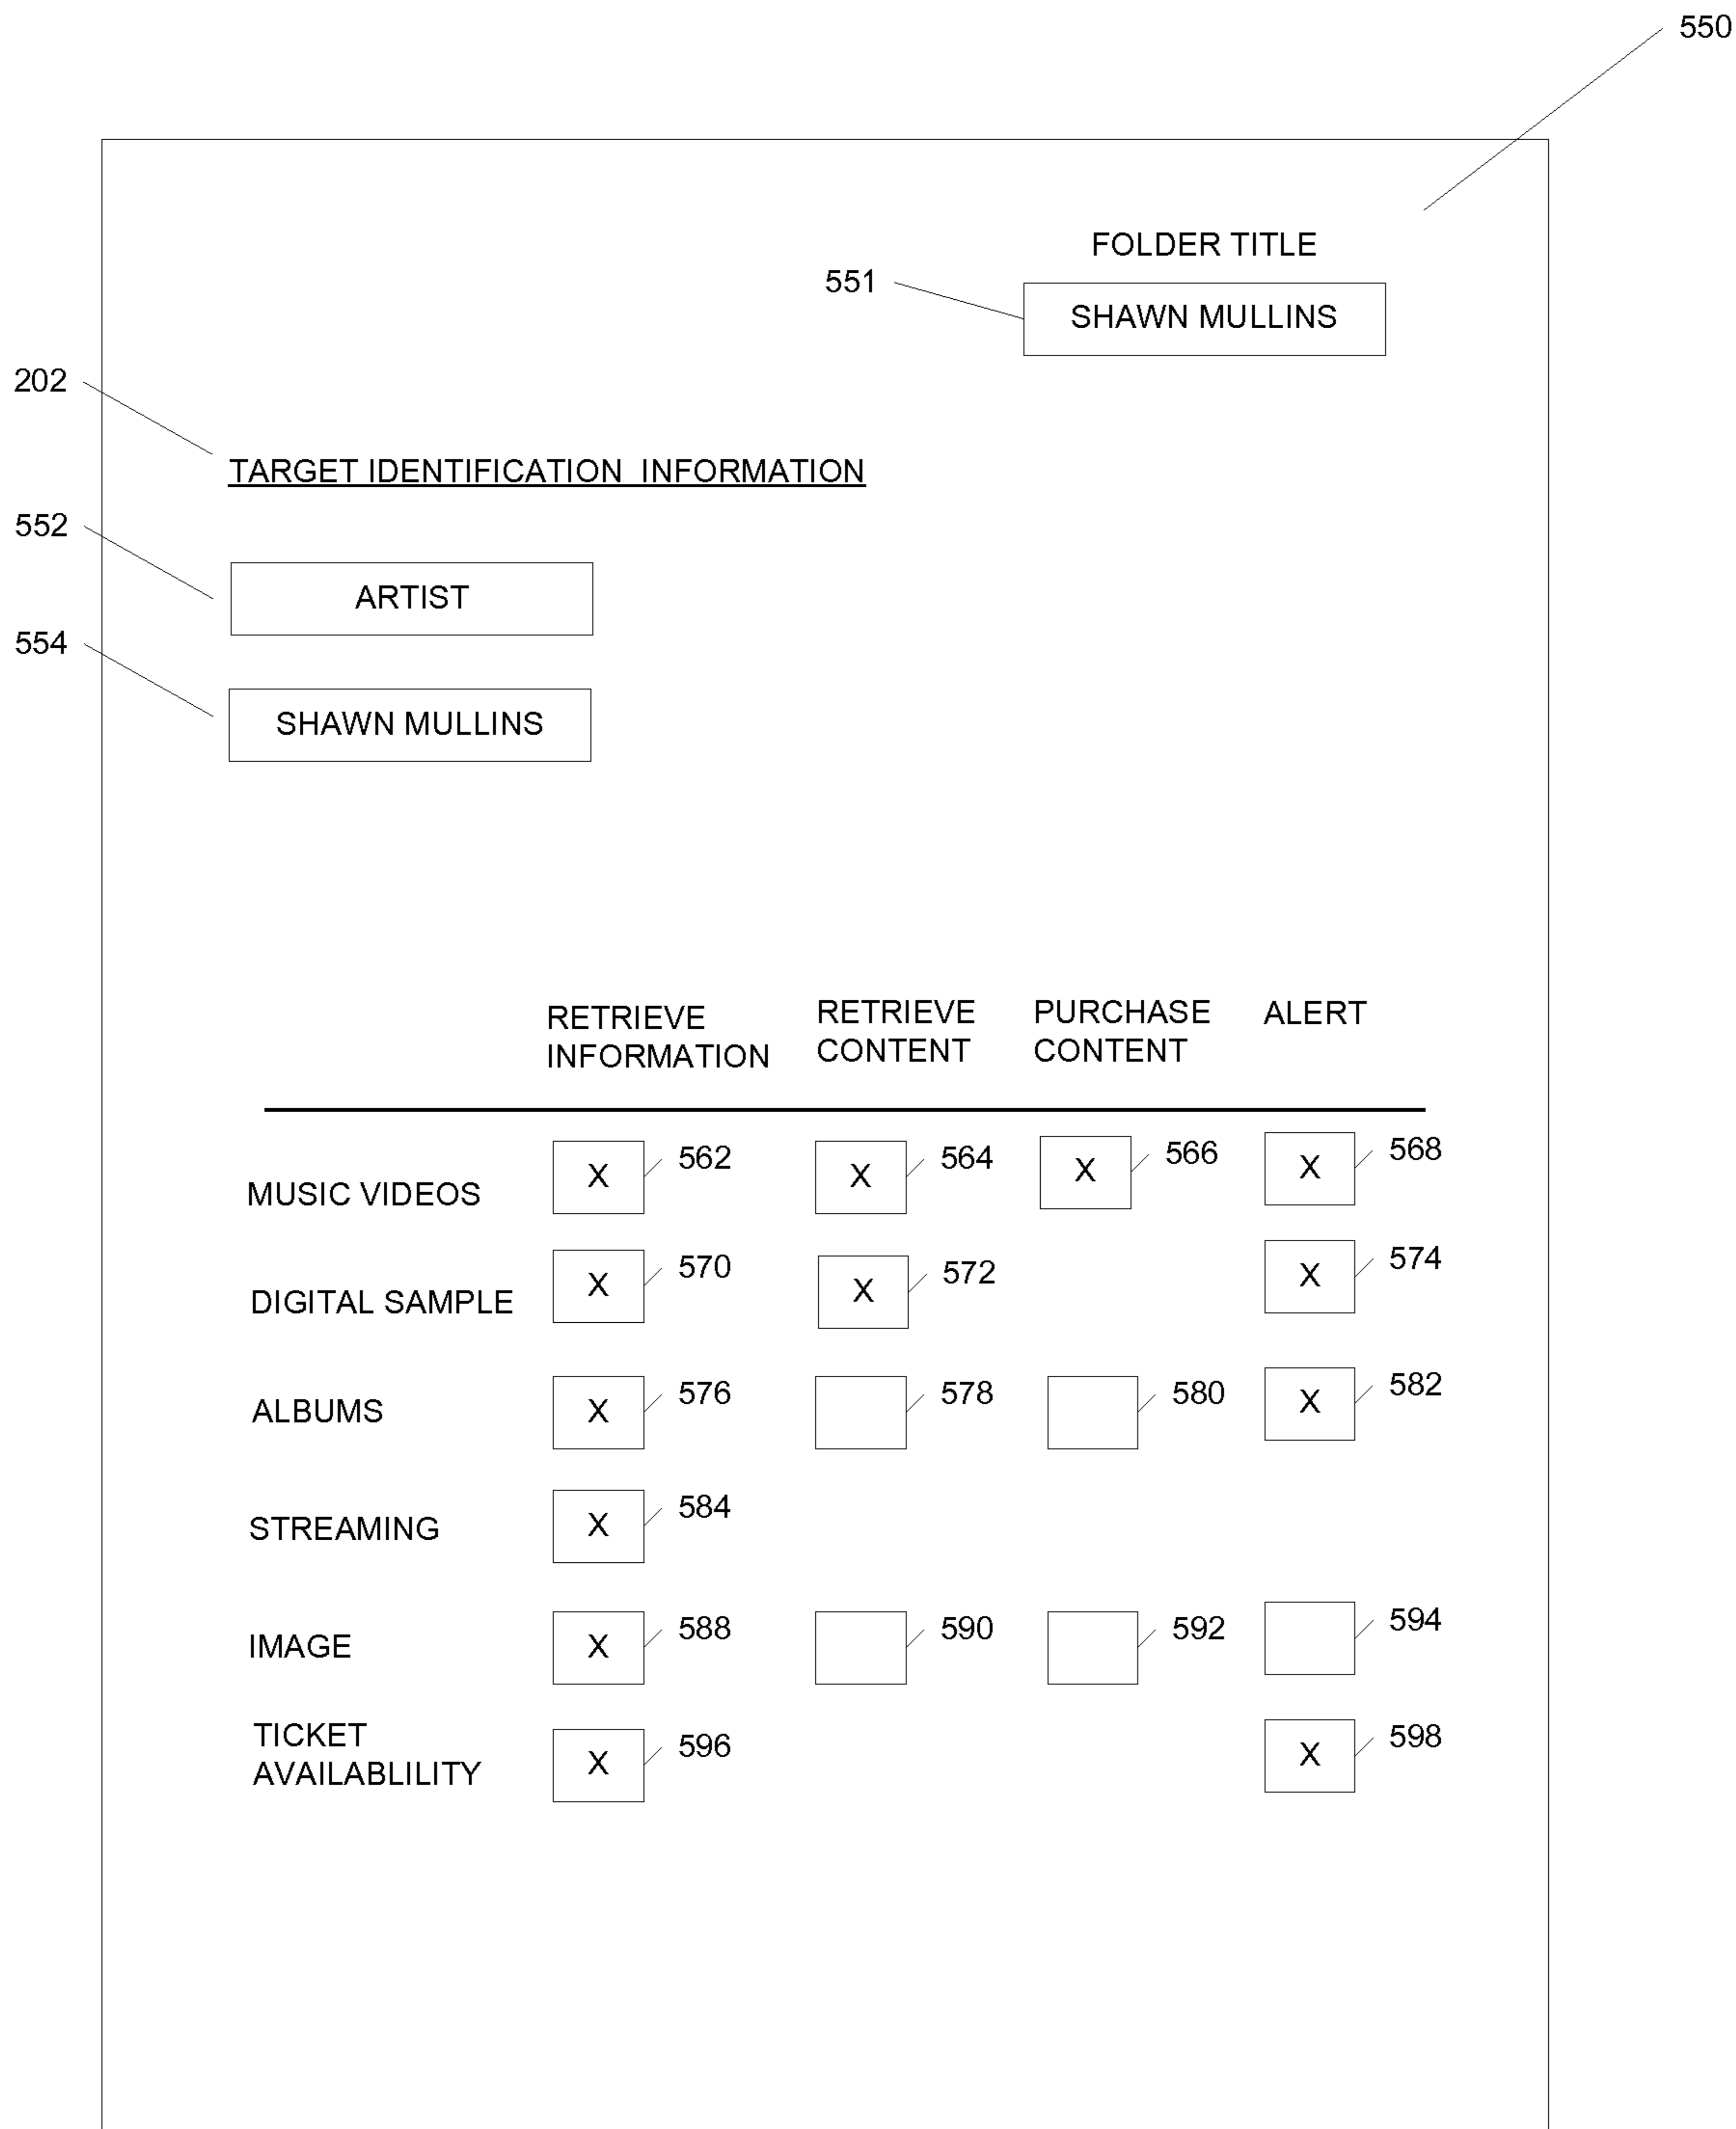 550
FOLDER TITLE
551
SHAWN MULLINS
202
TARGET IDENTIFICATION INFORMATION
552
ARTIST
554
SHAWN MULLINS
RETRIEVE INFORMATION
RETRIEVE CONTENT
PURCHASE CONTENT
ALERT
MUSIC VIDEOS X 562 X 564 X 566 X 568
DIGITAL SAMPLE X 570 X 572 X 574
ALBUMS X 576 578 580 X 582
STREAMING X 584
IMAGE X 588 590 592 594
TICKET
AVAILABLILITY X 596 X 598